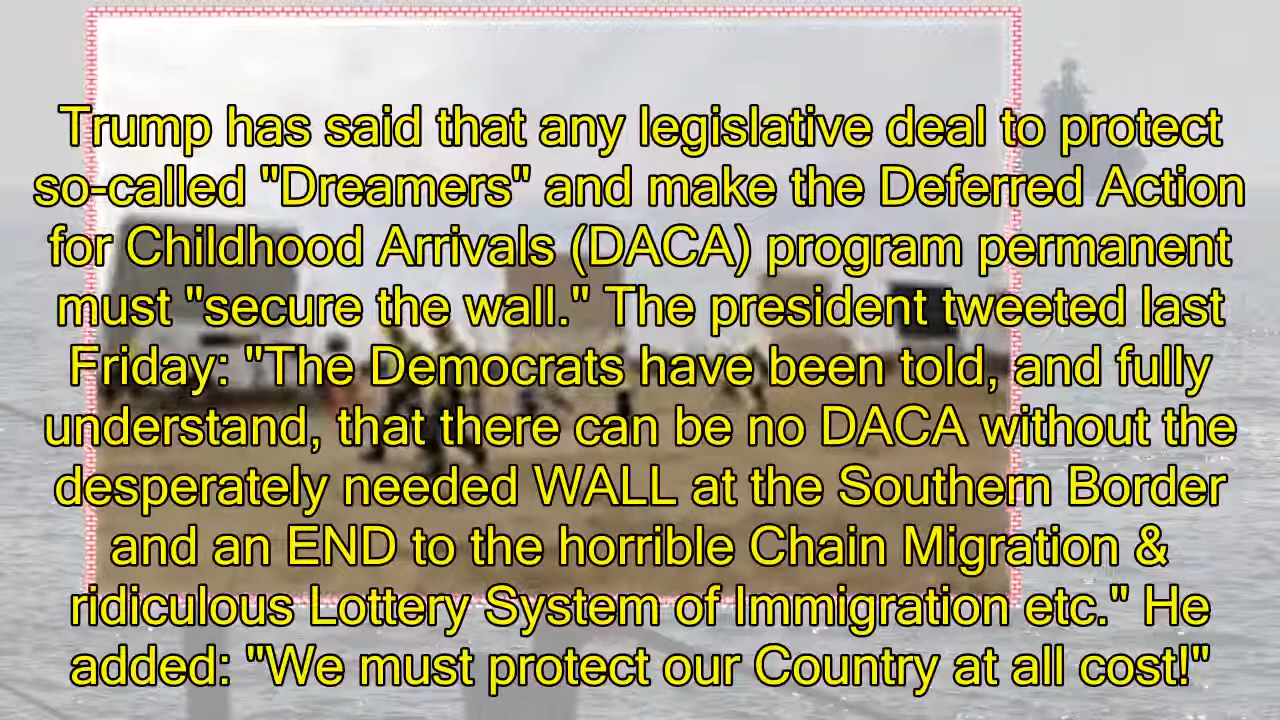 Trump has said that any legislative deal to protect
so-called "Dreamers" and make the Deferred Action
for Childhood Arrivals (DACA) program permanent
must "secure the wall." The president tweeted last
Friday: "The Democrats have been told, and fully
understand, that there can be no DACA without the
desperately needed WALL at the Southern Border
and an END to the horrible Chain Migration &
ridiculous Lottery System of Immigration etc." He
added: "We must protect our Country at all cost!"